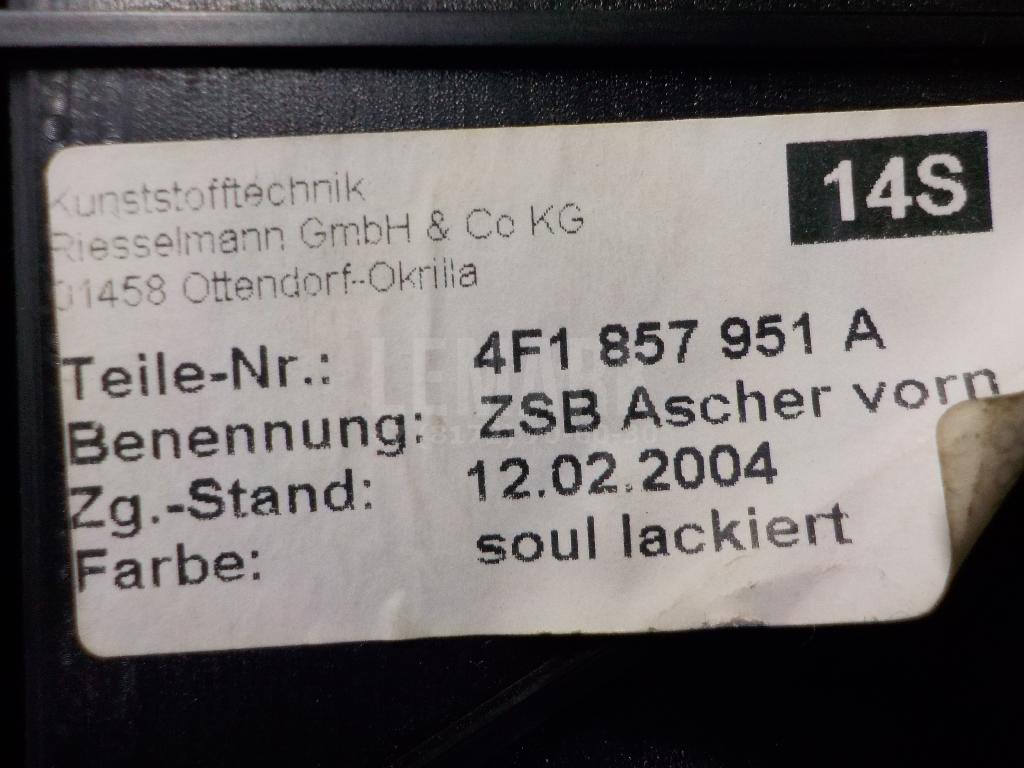 Kunststofftechnik
Riesselmann GmbH & Co KG
01458 Ottendorf-Okrilla
14S
Teile-Nr.: 4F1 857 951 A
Benennung: ZSB Ascher vorn
Zg.-Stand: 12.02.2004
Farbe: soul lackiert
LEMARK